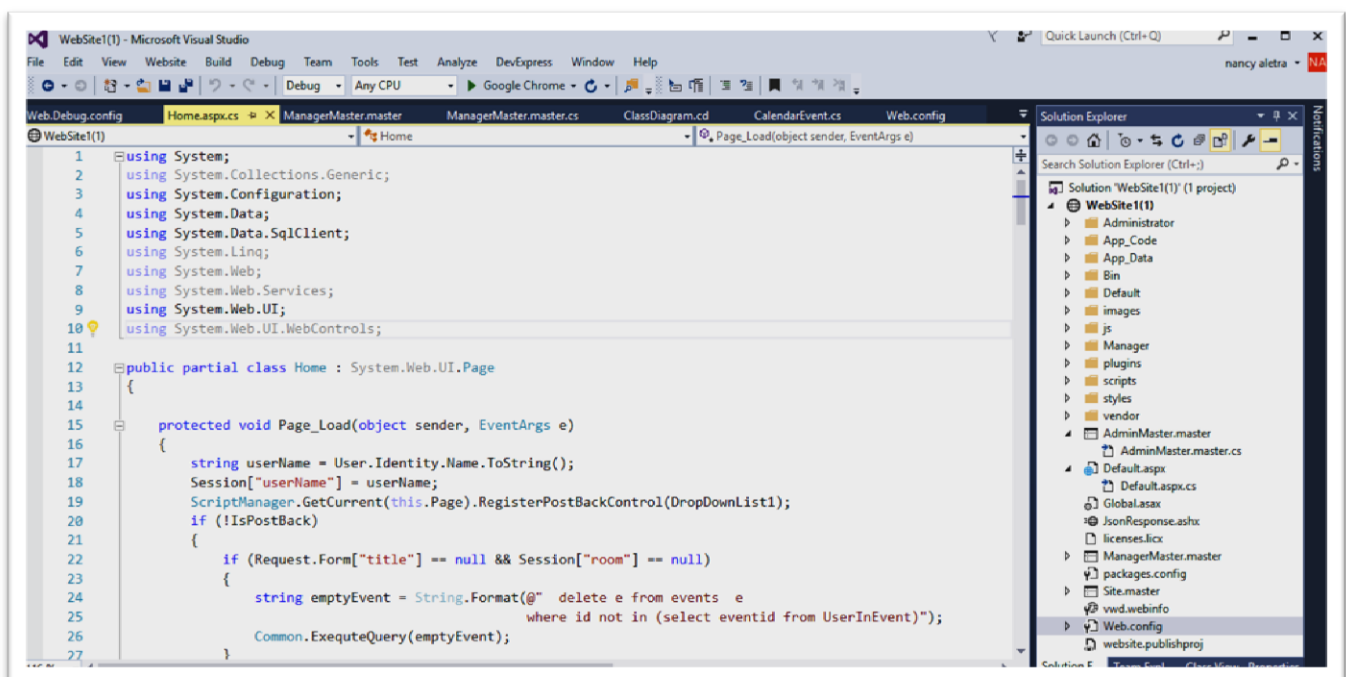 WebSite1(1) - Microsoft Visual Studio
Quick Launch (Ctrl+Q)
File Edit View Website Build Debug Team Tools Test Analyze DevExpress Window Help
nancy aletra NA
Debug Any CPU Google Chrome
Web.Debug.config Home.aspx.cs ManagerMaster.master ManagerMaster.master.cs ClassDiagram.cd CalendarEvent.cs Web.config
WebSite1(1) Home Page_Load(object sender, EventArgs e)
1 using System;
2 using System.Collections.Generic;
3 using System.Configuration;
4 using System.Data;
5 using System.Data.SqlClient;
6 using System.Linq;
7 using System.Web;
8 using System.Web.Services;
9 using System.Web.UI;
10 using System.Web.UI.WebControls;
11
12 public partial class Home : System.Web.UI.Page
13 {
14
15 protected void Page_Load(object sender, EventArgs e)
16 {
17 string userName = User.Identity.Name.ToString();
18 Session["userName"] = userName;
19 ScriptManager.GetCurrent(this.Page).RegisterPostBackControl(DropDownList1);
20 if (!IsPostBack)
21 {
22 if (Request.Form["title"] == null && Session["room"] == null)
23 {
24 string emptyEvent = String.Format(@" delete e from events e
25 where id not in (select eventid from UserInEvent)");
26 Common.ExequteQuery(emptyEvent);
27 }
Solution Explorer
Search Solution Explorer (Ctrl+;)
Solution 'WebSite1(1)' (1 project)
WebSite1(1)
Administrator
App_Code
App_Data
Bin
Default
images
js
Manager
plugins
scripts
styles
vendor
AdminMaster.master
AdminMaster.master.cs
Default.aspx
Default.aspx.cs
Global.asax
JsonResponse.ashx
licenses.licx
ManagerMaster.master
packages.config
Site.master
vwd.webinfo
Web.config
website.publishproj
Solution E... Team Expl... Class View Properties
Notifications